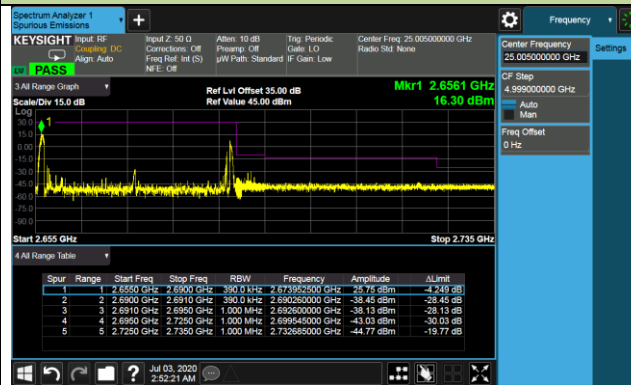 Spectrum Analyzer 1
Spurious Emissions
Frequency
KEYSIGHT Input: RF
Coupling: DC
Align: Auto
Input Z: 50 Ω
Corrections: Off
Freq Ref: Int (S)
NFE: Off
Atten: 10 dB
Preamp: Off
µW Path: Standard
Trig: Periodic
Gate: LO
IF Gain: Low
Center Freq: 25.005000000 GHz
Radio Std: None
PASS
Center Frequency
25.005000000 GHz
Settings
CF Step
4.999000000 GHz
Auto
Man
Freq Offset
0 Hz
3 All Range Graph
Scale/Div 15.0 dB
Ref Lvl Offset 35.00 dB
Ref Value 45.00 dBm
Mkr1 2.6561 GHz
16.30 dBm
Log
30.0
15.0
0.00
-15.0
-30.0
-45.0
-60.0
-75.0
-90.0
1
Start 2.655 GHz
Stop 2.735 GHz
4 All Range Table
Spur Range Start Freq Stop Freq RBW Frequency Amplitude ΔLimit
1 1 2.6550 GHz 2.6900 GHz 390.0 kHz 2.673952500 GHz 25.75 dBm -4.249 dB
2 2 2.6900 GHz 2.6910 GHz 390.0 kHz 2.690260000 GHz -38.45 dBm -28.45 dB
3 3 2.6910 GHz 2.6950 GHz 1.000 MHz 2.692600000 GHz -38.13 dBm -28.13 dB
4 4 2.6950 GHz 2.7250 GHz 1.000 MHz 2.699545000 GHz -43.03 dBm -30.03 dB
5 5 2.7250 GHz 2.7350 GHz 1.000 MHz 2.732685000 GHz -44.77 dBm -19.77 dB
Jul 03, 2020
2:52:21 AM